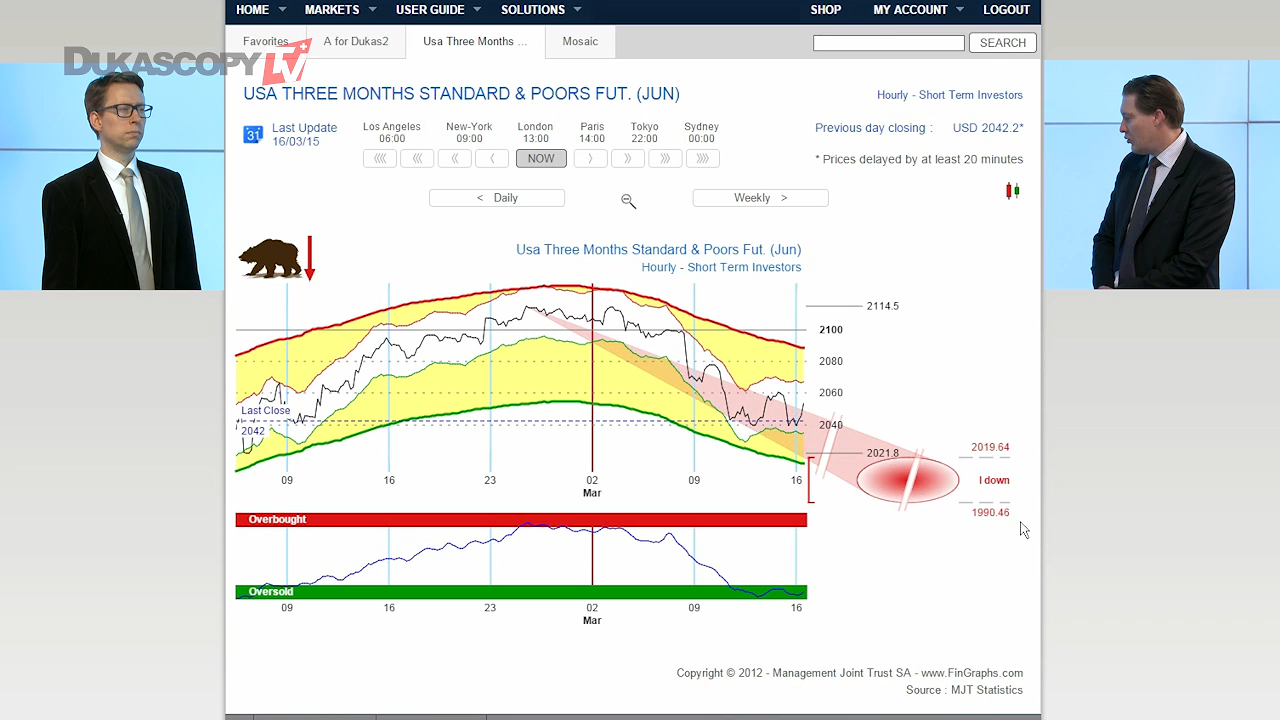 HOME MARKETS USER GUIDE SOLUTIONS SHOP MY ACCOUNT LOGOUT
Favorites A for Dukas2 Usa Three Months ... Mosaic SEARCH
DUKASCOPY TV
USA THREE MONTHS STANDARD & POORS FUT. (JUN)
Hourly - Short Term Investors
31 Last Update
16/03/15
Los Angeles New-York London Paris Tokyo Sydney
06:00 09:00 13:00 14:00 22:00 00:00
Previous day closing : USD 2042.2*
NOW
* Prices delayed by at least 20 minutes
< Daily Weekly >
Usa Three Months Standard & Poors Fut. (Jun)
Hourly - Short Term Investors
2114.5
2100
2080
2060
Last Close
2040
2042
2019.64
2021.8
I down
09 16 23 02 09 16
Mar
1990.46
Overbought
Oversold
09 16 23 02 09 16
Mar
Copyright © 2012 - Management Joint Trust SA - www.FinGraphs.com
Source : MJT Statistics